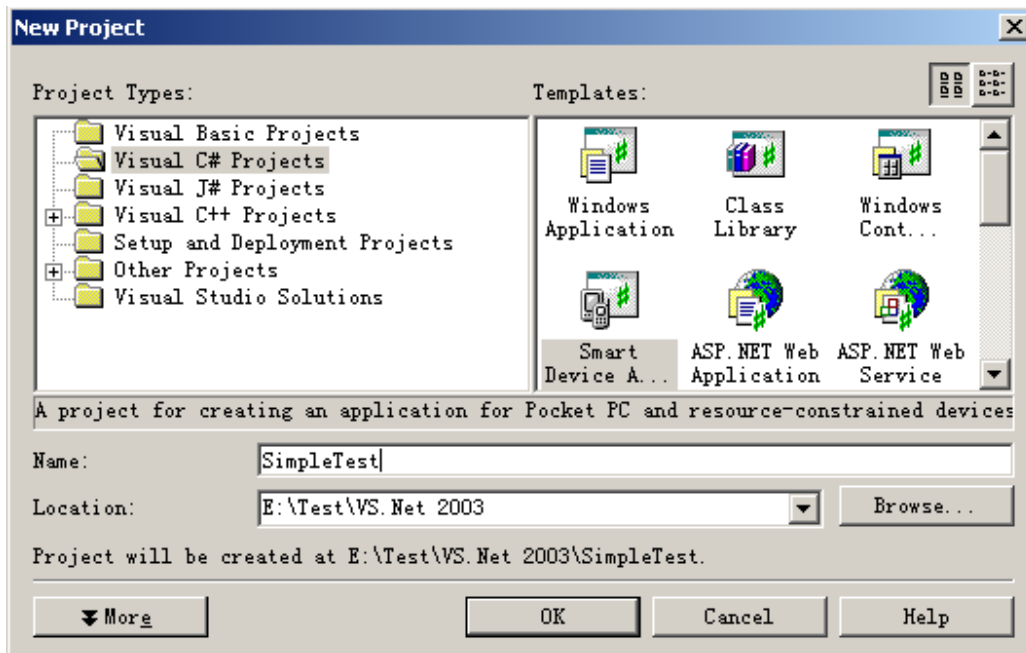 New Project
Project Types:
Templates:
Visual Basic Projects
Visual C# Projects
Visual J# Projects
Visual C++ Projects
Setup and Deployment Projects
Other Projects
Visual Studio Solutions
Windows Application
Class Library
Windows Cont...
Smart Device A...
ASP.NET Web Application
ASP.NET Web Service
A project for creating an application for Pocket PC and resource-constrained devices
Name:
SimpleTest
Location:
E:\Test\VS.Net 2003
Browse...
Project will be created at E:\Test\VS.Net 2003\SimpleTest.
More
OK
Cancel
Help